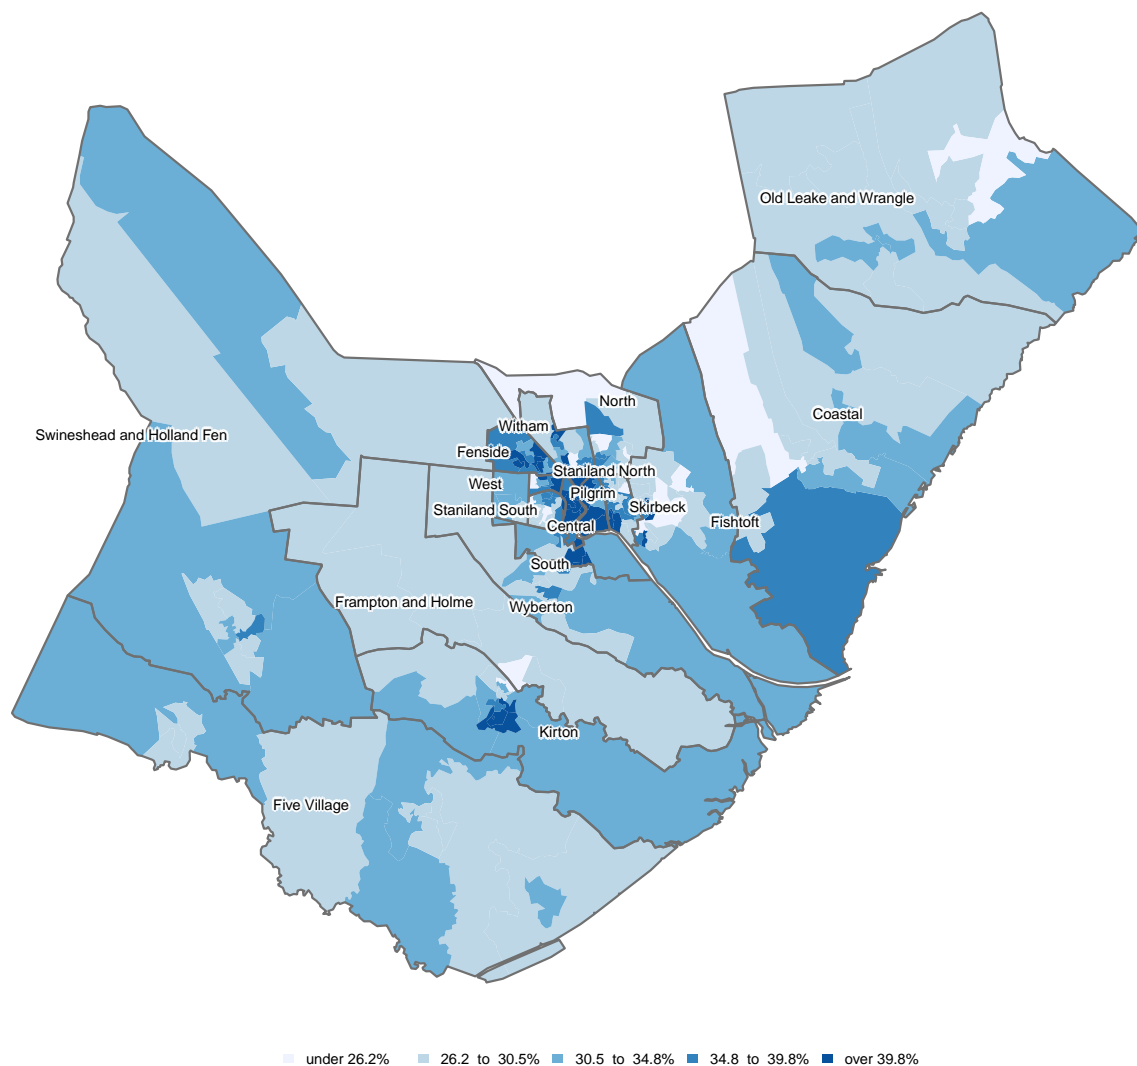 Old Leake and Wrangle
North
Coastal
Witham
Swineshead and Holland Fen
Fenside
Staniland North
West
Pilgrim
Staniland South
Skirbeck
Fishtoft
Central
South
Frampton and Holme
Wyberton
Kirton
Five Village
under 26.2%
26.2 to 30.5%
30.5 to 34.8%
34.8 to 39.8%
over 39.8%